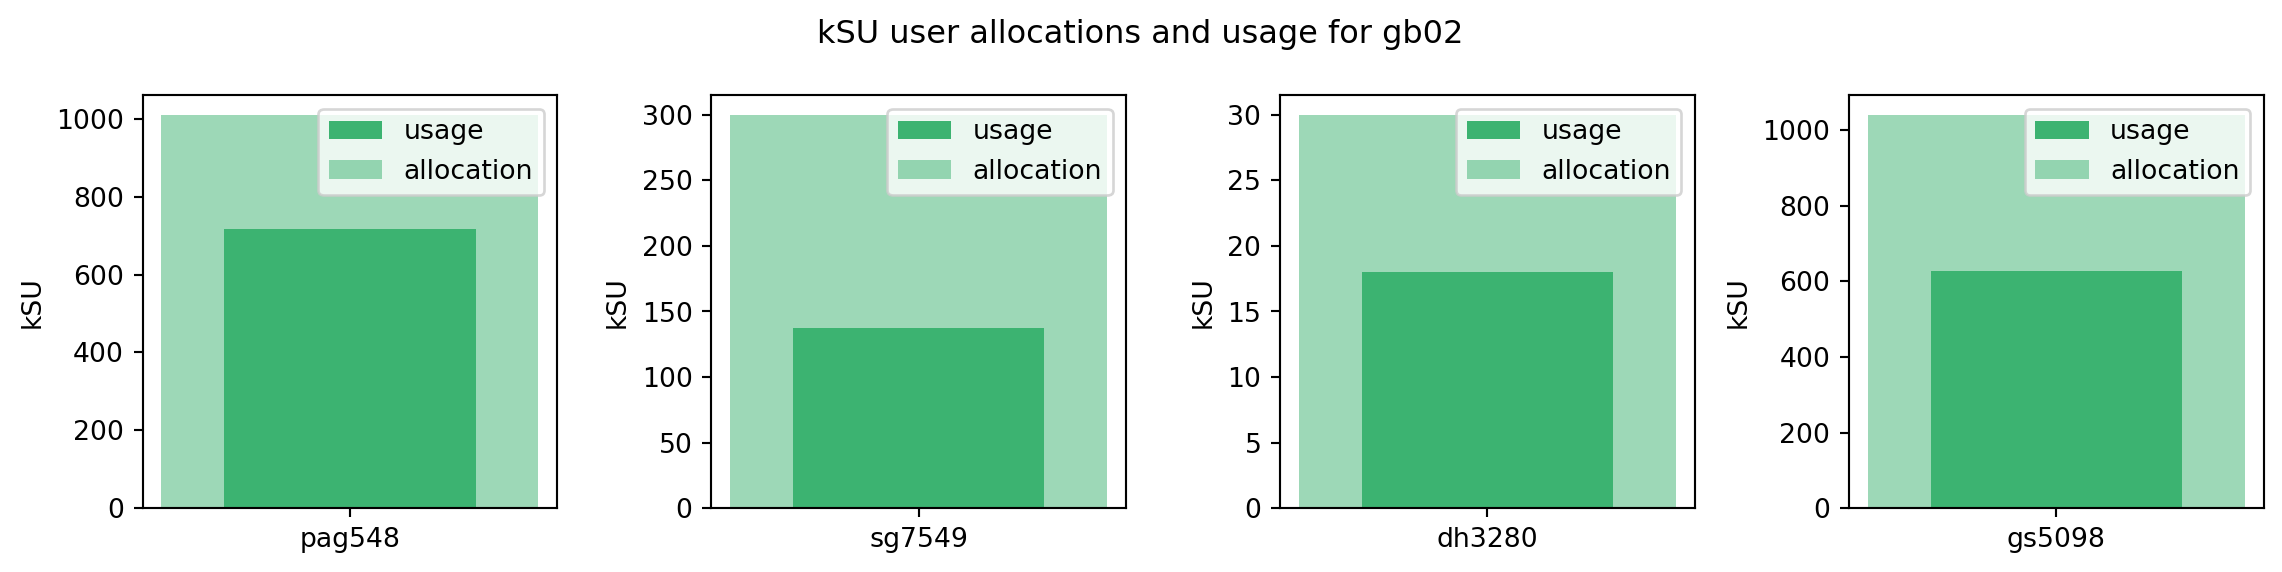 kSU user allocations and usage for gb02
kSU
1000
800
600
400
200
0
usage
allocation
pag548
kSU
300
250
200
150
100
50
0
usage
allocation
sg7549
kSU
30
25
20
15
10
5
0
usage
allocation
dh3280
kSU
1000
800
600
400
200
0
usage
allocation
gs5098